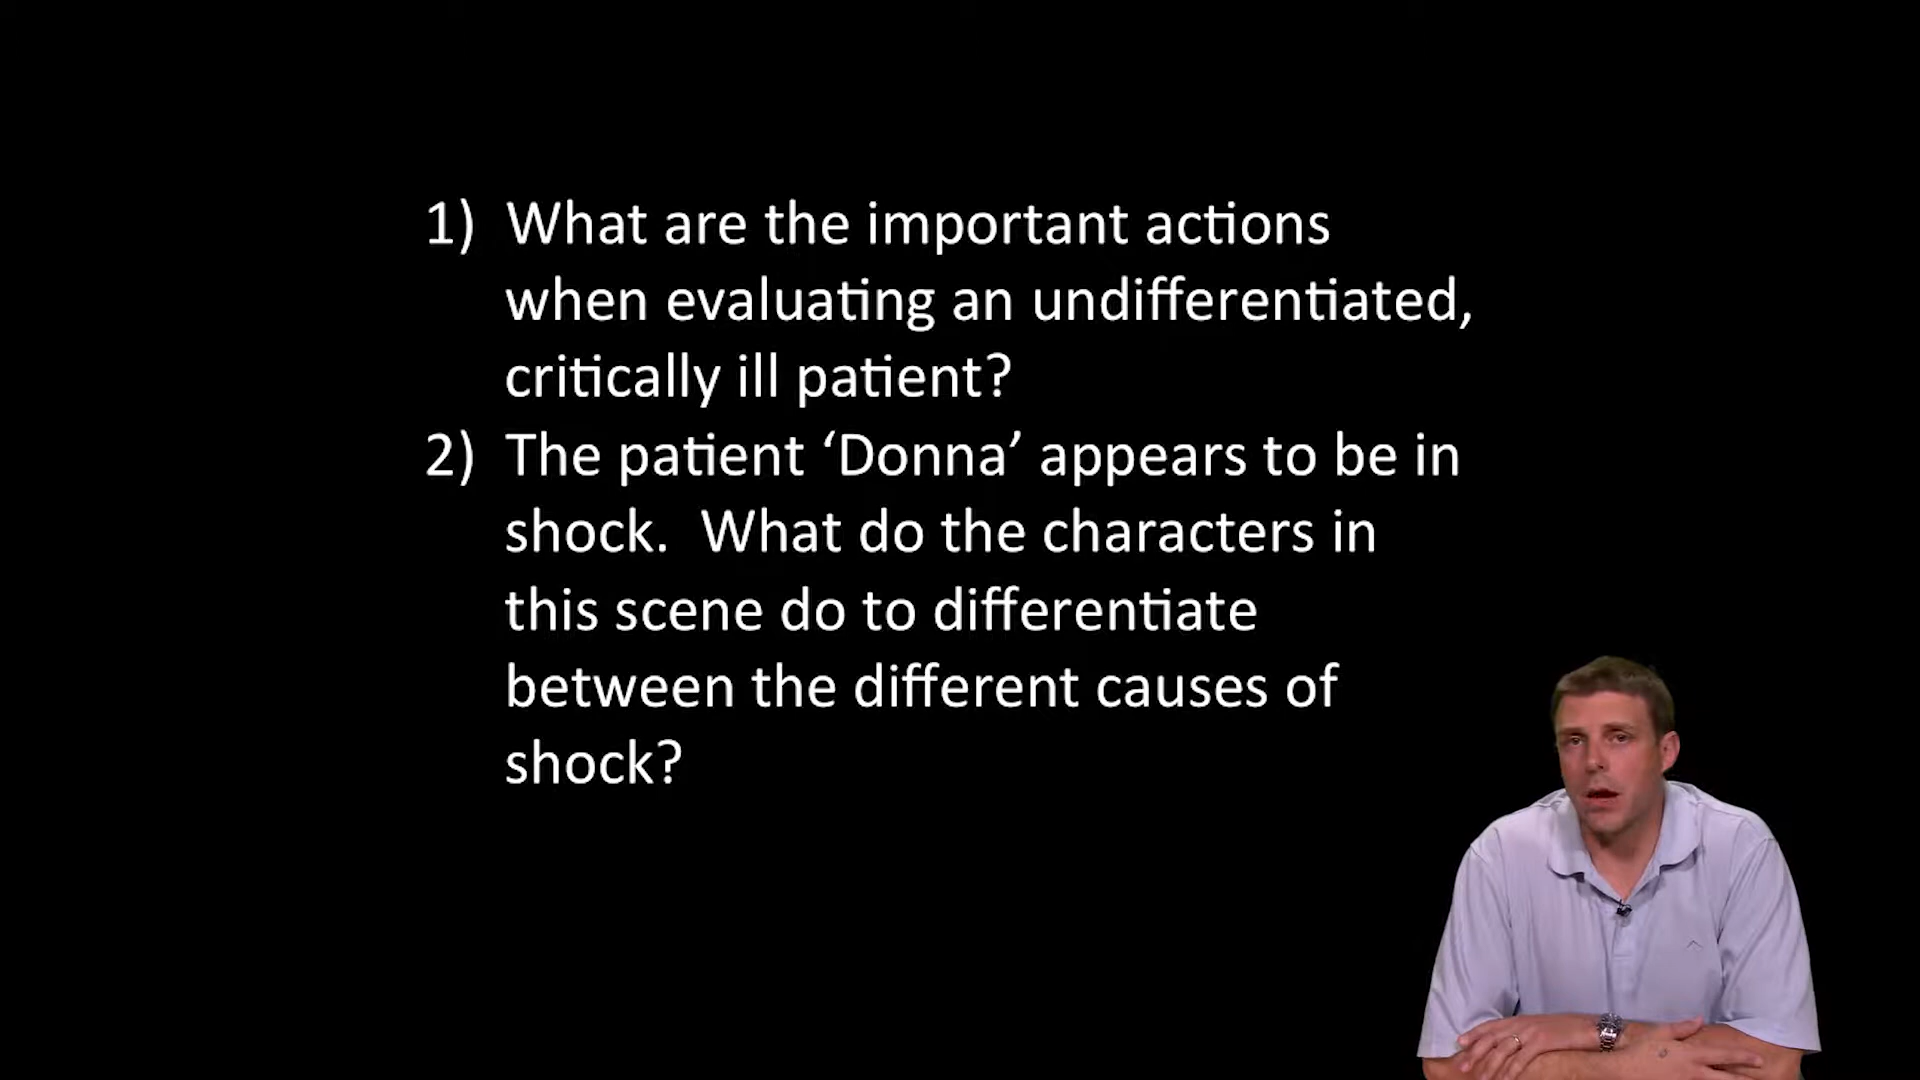 1) What are the important actions
when evaluating an undifferentiated,
critically ill patient?
2) The patient ‘Donna’ appears to be in
shock.  What do the characters in
this scene do to differentiate
between the different causes of
shock?